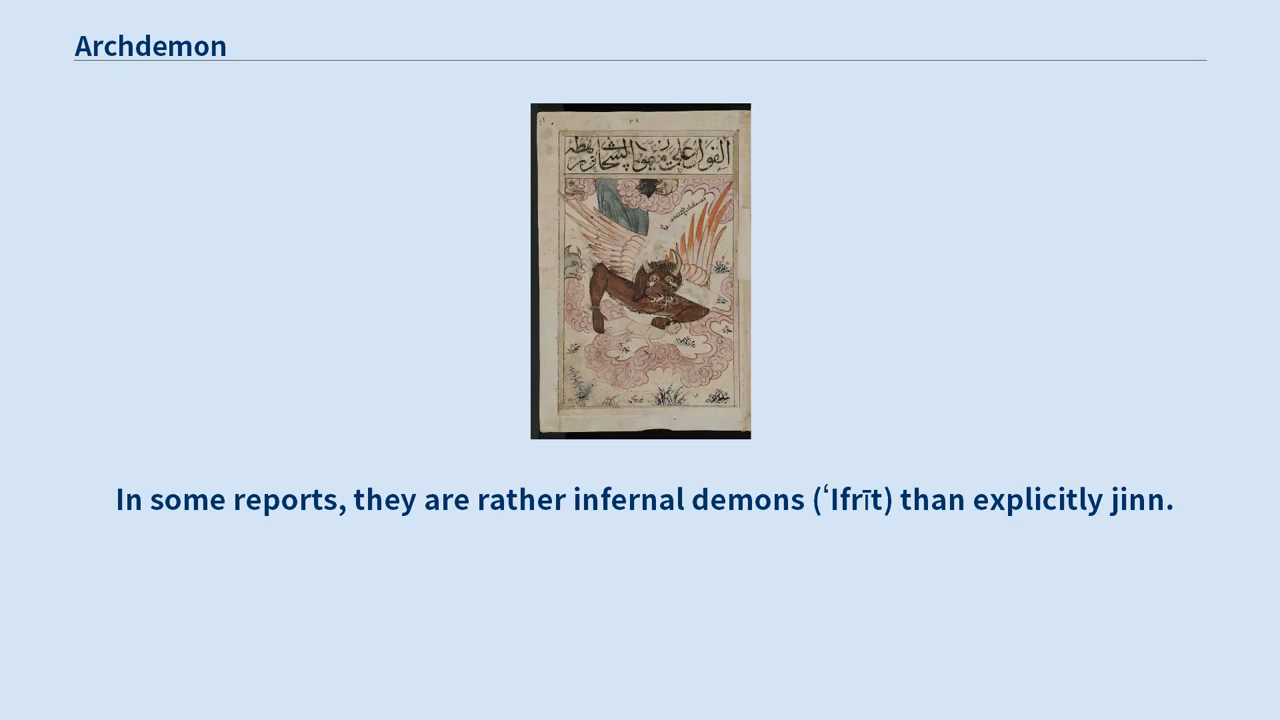 Archdemon
In some reports, they are rather infernal demons (ʿIfrīt) than explicitly jinn.